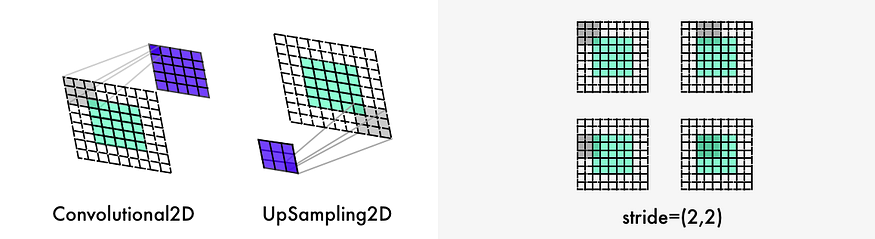 Convolutional2D
UpSampling2D
stride=(2,2)